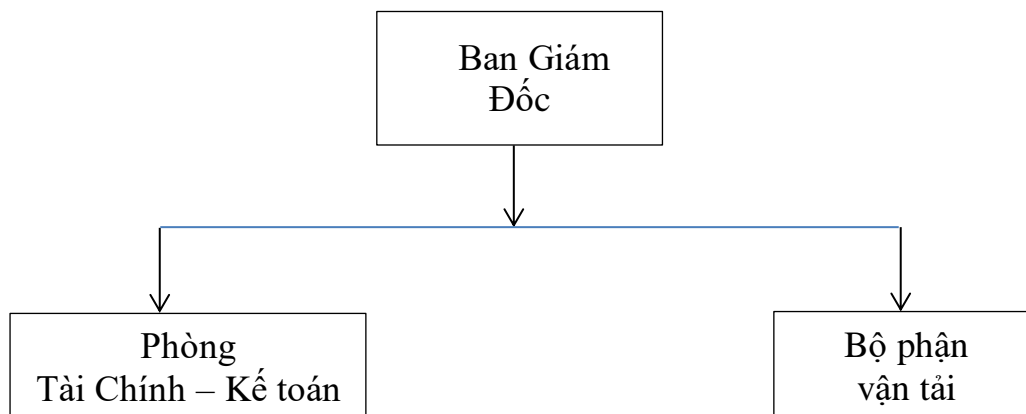 Ban Giám
Đốc
Phòng
Tài Chính – Kế toán
Bộ phận
vận tải